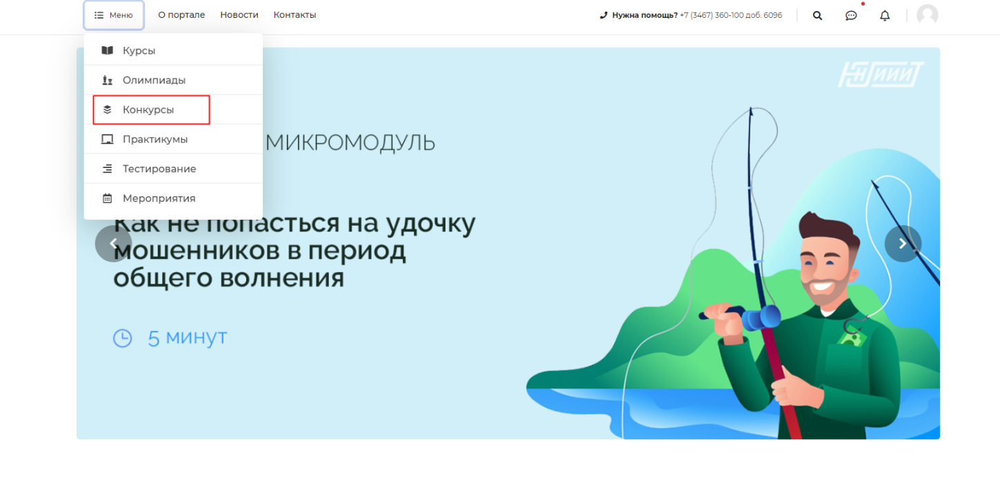 Меню
О портале
Новости
Контакты
Нужна помощь? +7 (3467) 360-100 доб. 6096
Курсы
Олимпиады
Конкурсы
Практикумы
Тестирование
Мероприятия
ЮНИИИТ
МИКРОМОДУЛЬ
Как не попасться на удочку
мошенников в период
общего волнения
5 минут